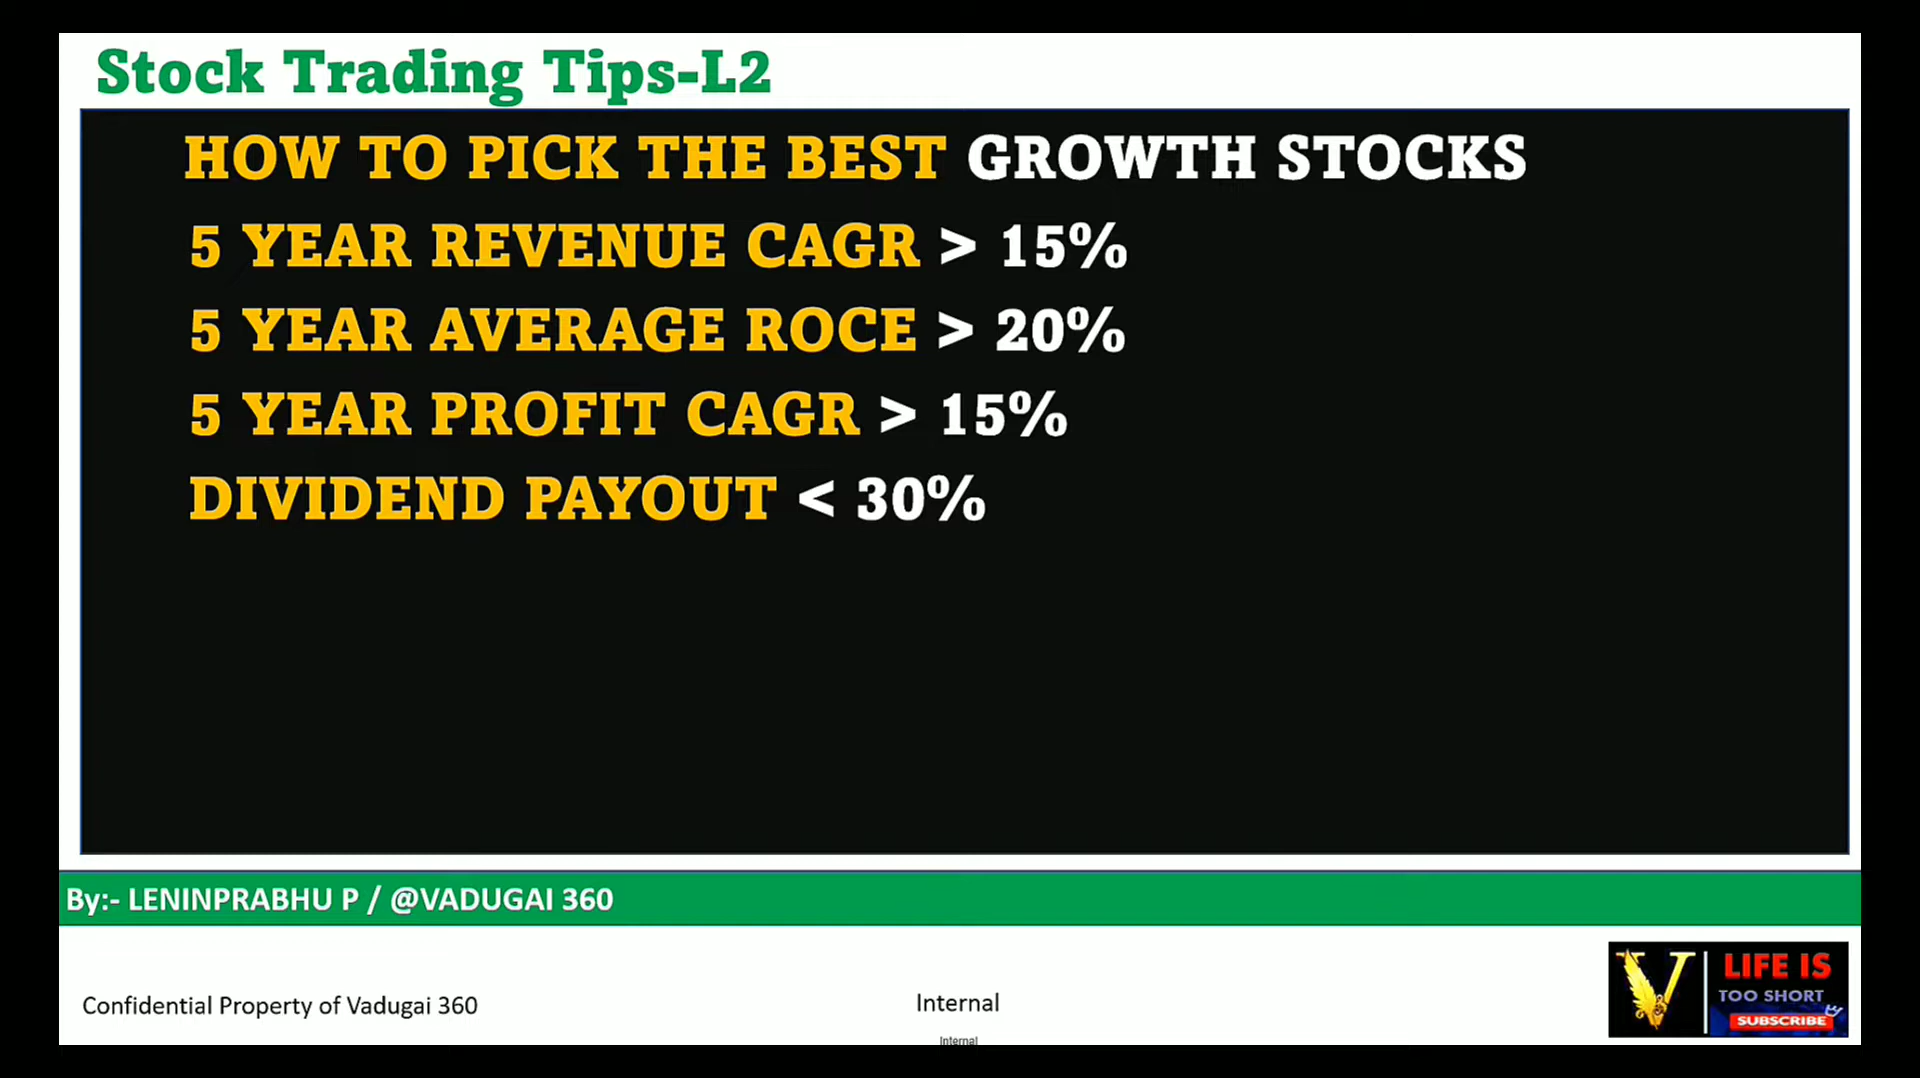 Stock Trading Tips-L2
HOW TO PICK THE BEST GROWTH STOCKS
5 YEAR REVENUE CAGR > 15%
5 YEAR AVERAGE ROCE > 20%
5 YEAR PROFIT CAGR > 15%
DIVIDEND PAYOUT < 30%
By:- LENINPRABHU P / @VADUGAI 360
Confidential Property of Vadugai 360
Internal
Internal
V
LIFE IS
TOO SHORT
SUBSCRIBE